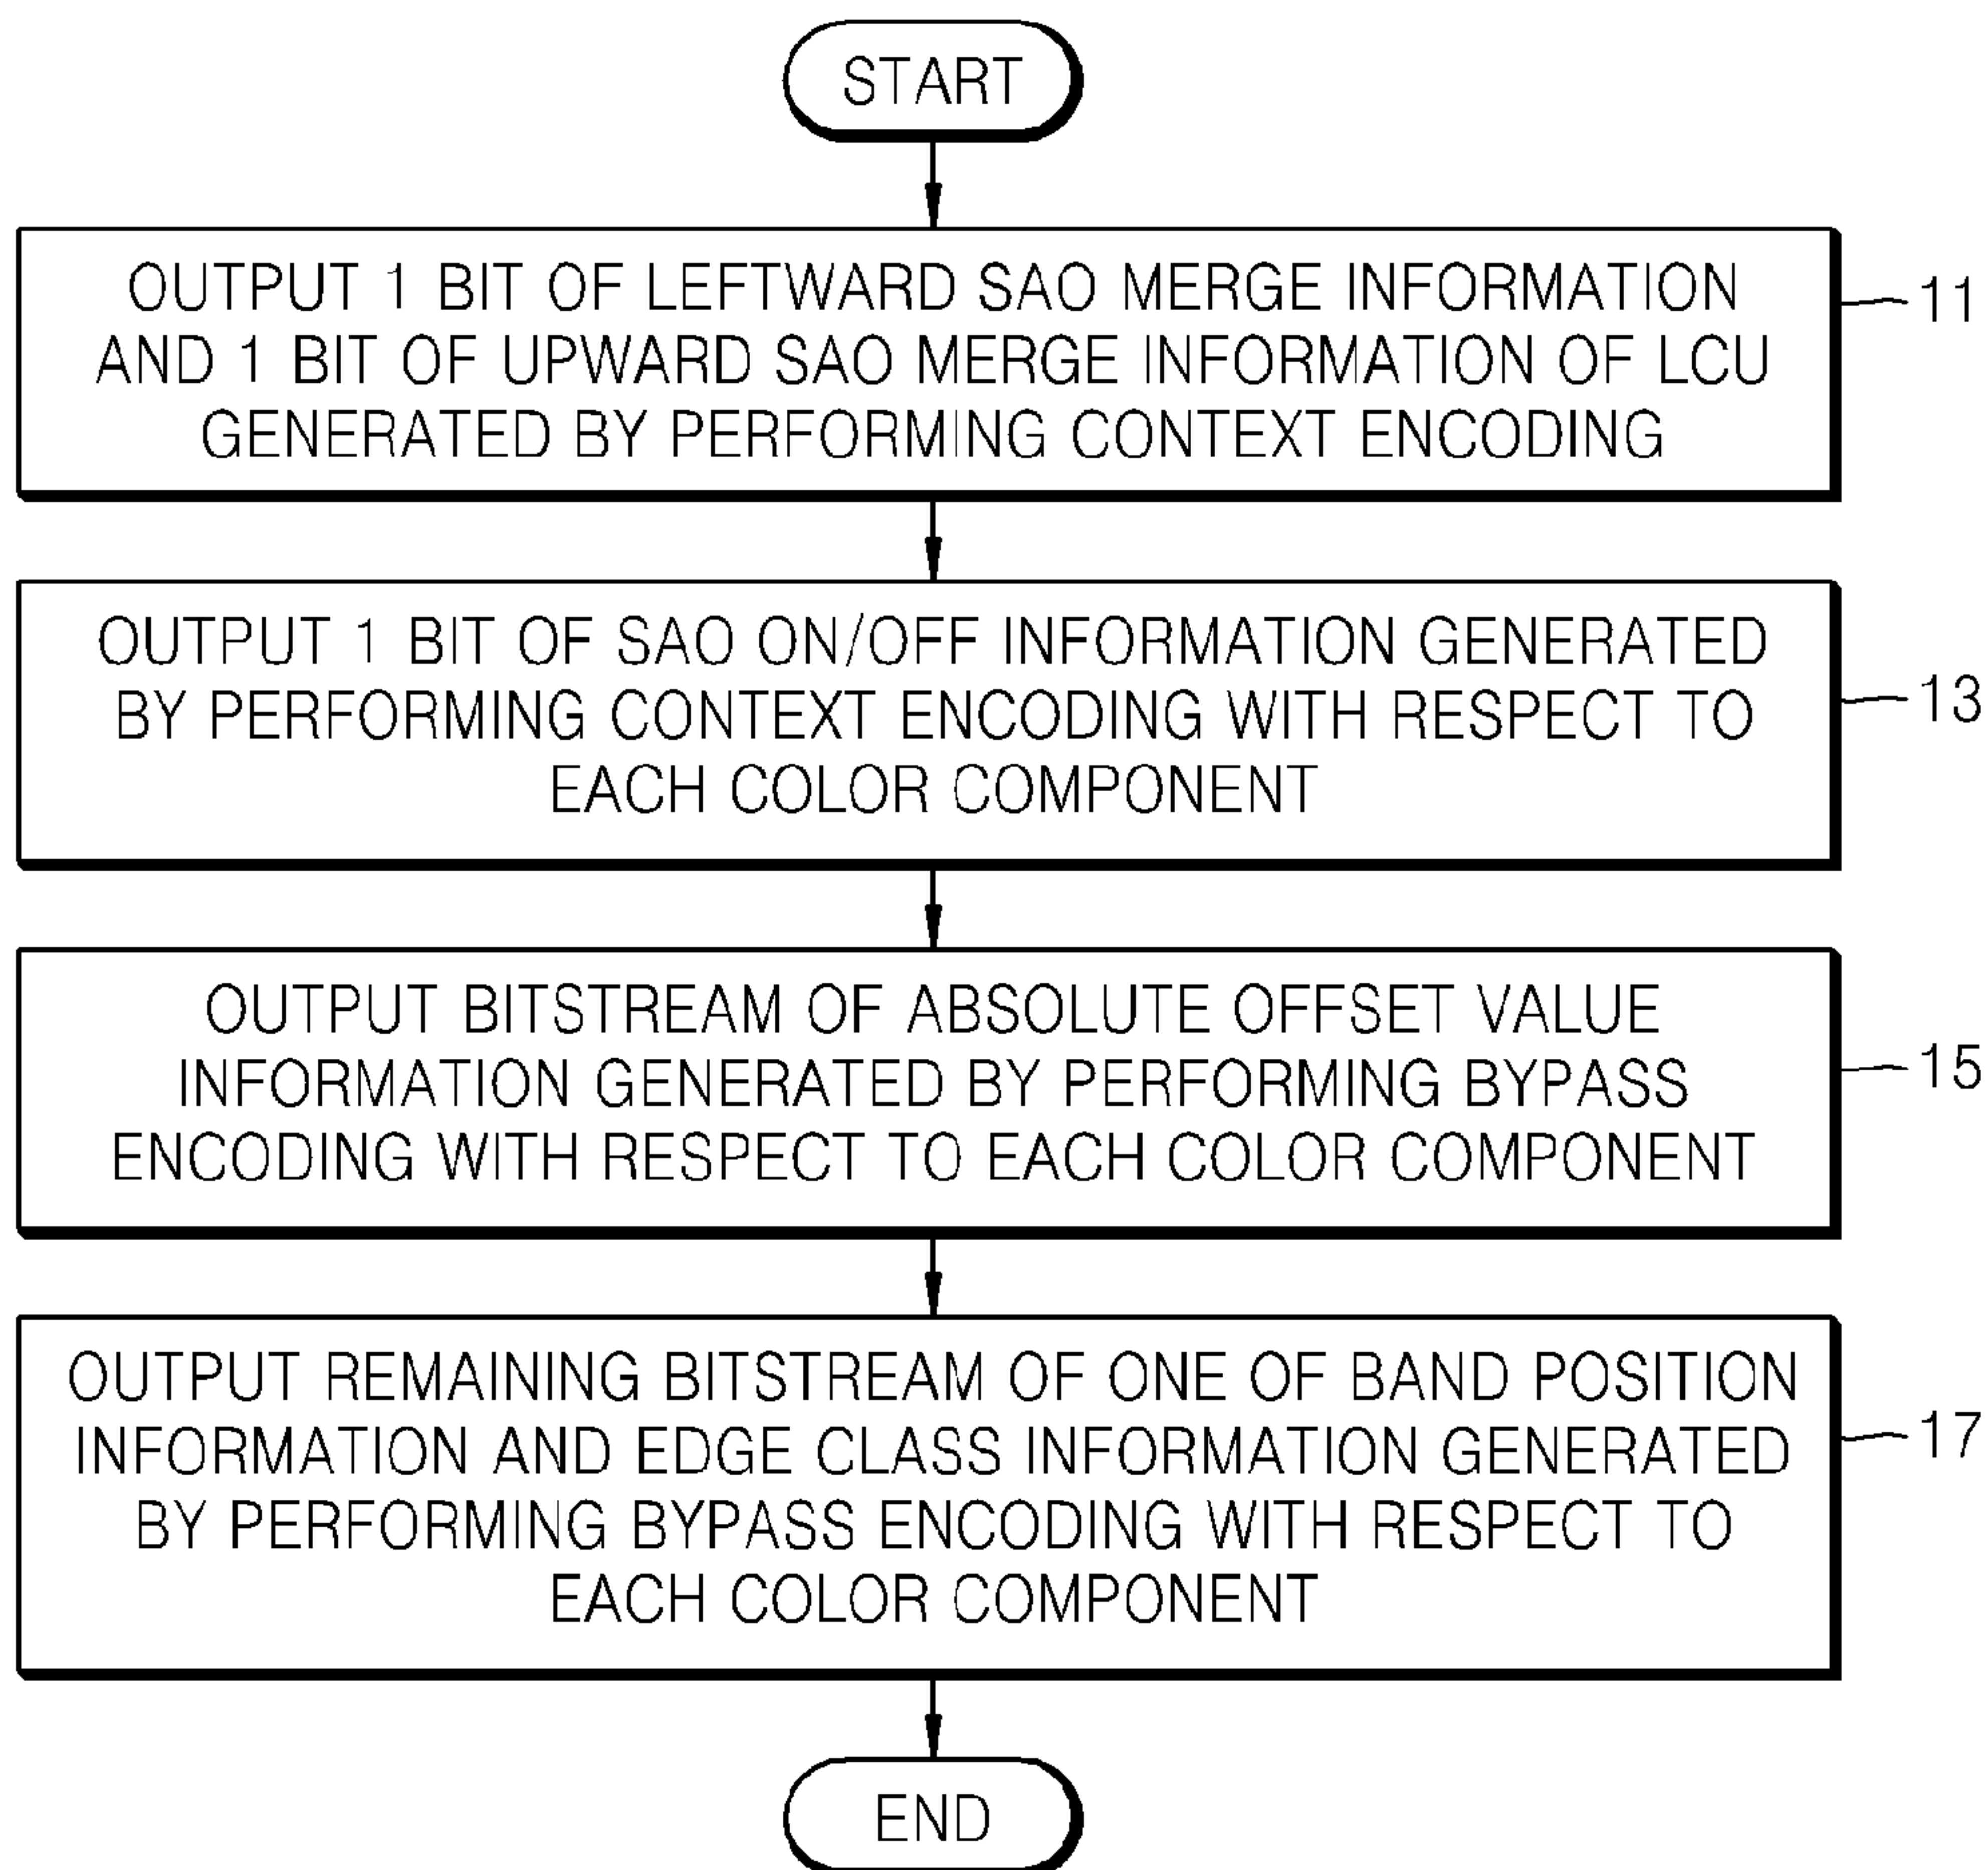 START
OUTPUT 1 BIT OF LEFTWARD SAO MERGE INFORMATION
AND 1 BIT OF UPWARD SAO MERGE INFORMATION OF LCU
GENERATED BY PERFORMING CONTEXT ENCODING
11
OUTPUT 1 BIT OF SAO ON/OFF INFORMATION GENERATED
BY PERFORMING CONTEXT ENCODING WITH RESPECT TO
EACH COLOR COMPONENT
13
OUTPUT BITSTREAM OF ABSOLUTE OFFSET VALUE
INFORMATION GENERATED BY PERFORMING BYPASS
ENCODING WITH RESPECT TO EACH COLOR COMPONENT
15
OUTPUT REMAINING BITSTREAM OF ONE OF BAND POSITION
INFORMATION AND EDGE CLASS INFORMATION GENERATED
BY PERFORMING BYPASS ENCODING WITH RESPECT TO
EACH COLOR COMPONENT
17
END